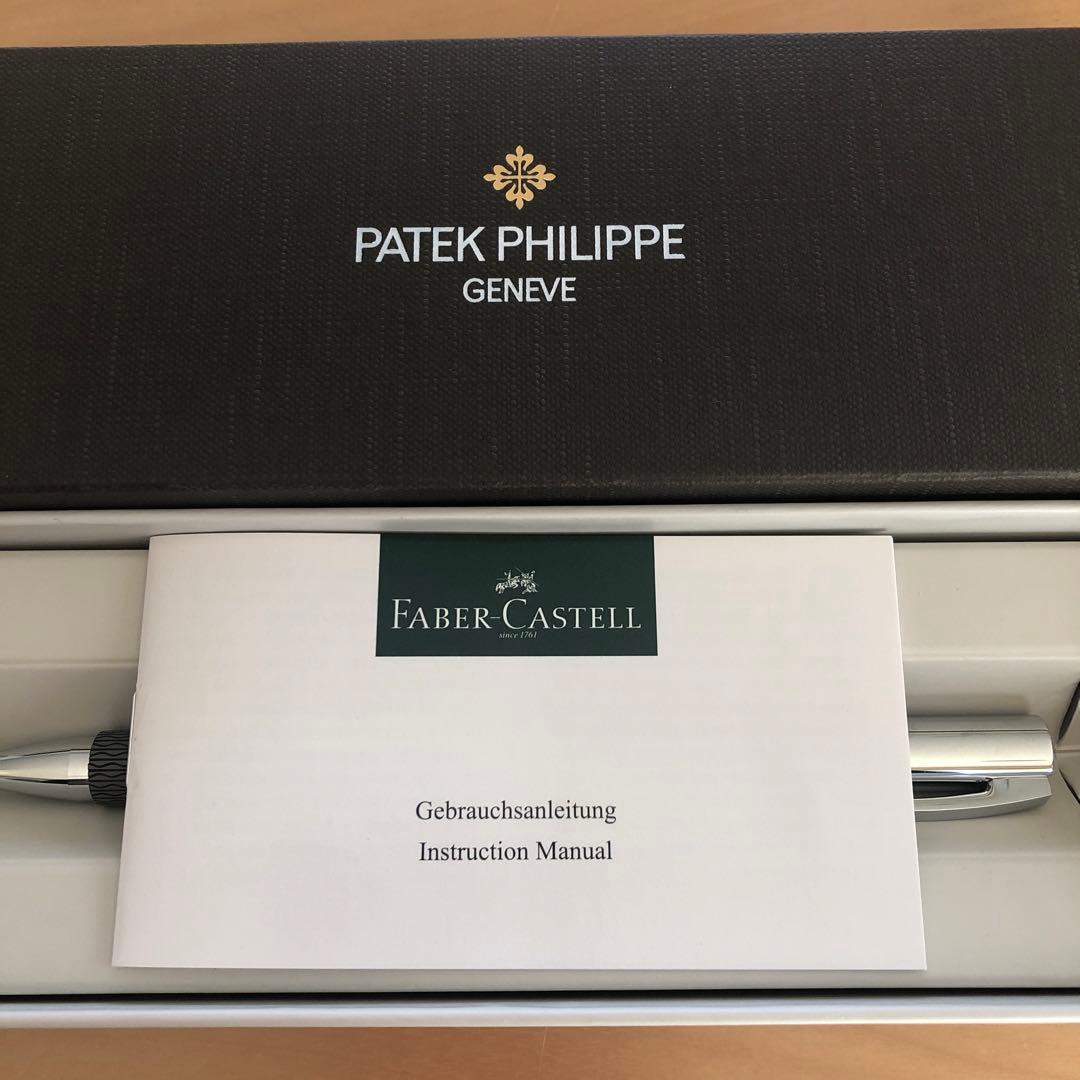 PATEK PHILIPPE
GENEVE
FABER-CASTELL
since 1761
Gebrauchsanleitung
Instruction Manual